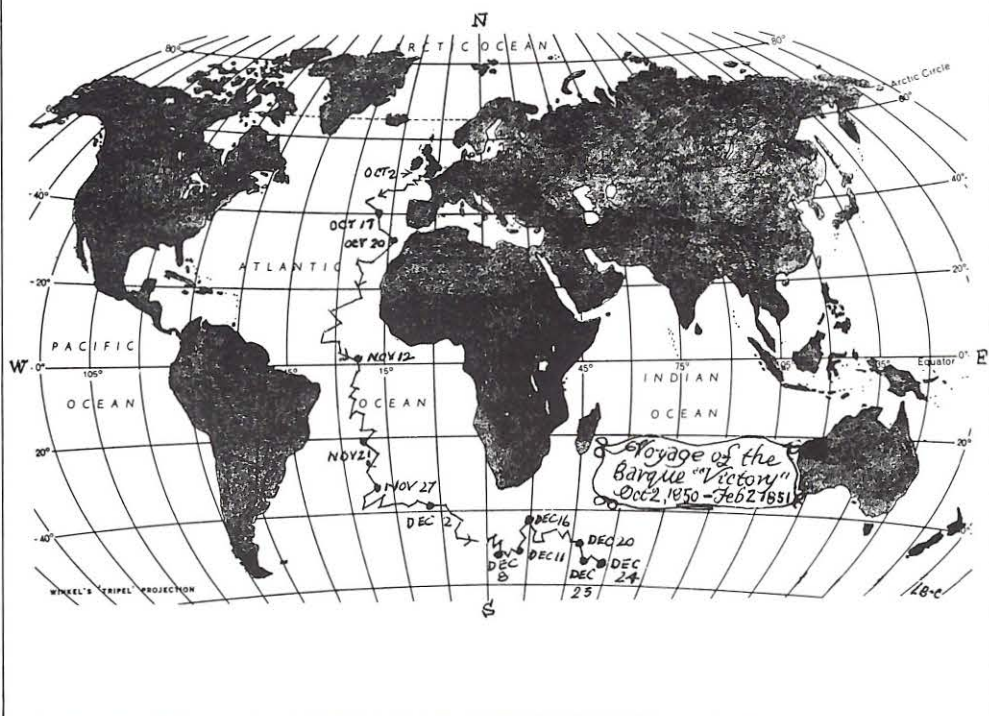 N
80°
ARCTIC OCEAN
80°
Arctic Circle
60°
OCT 2
40°
40°
OCT 17
OCT 20
ATLANTIC
20°
20°
PACIFIC
NOV 12
W
0°
105°
15°
45°
75°
Equator
0°
E
INDIAN
OCEAN
OCEAN
OCEAN
20°
20°
NOV 21
Voyage of the
Barque "Victory"
Oct 2, 1850 - Feb 2 1851
NOV 27
DEC 2
DEC 16
40°
DEC 20
DEC 11
DEC
8
DEC
25
DEC
24
WINKEL'S 'TRIPEL' PROJECTION
LB-C
S